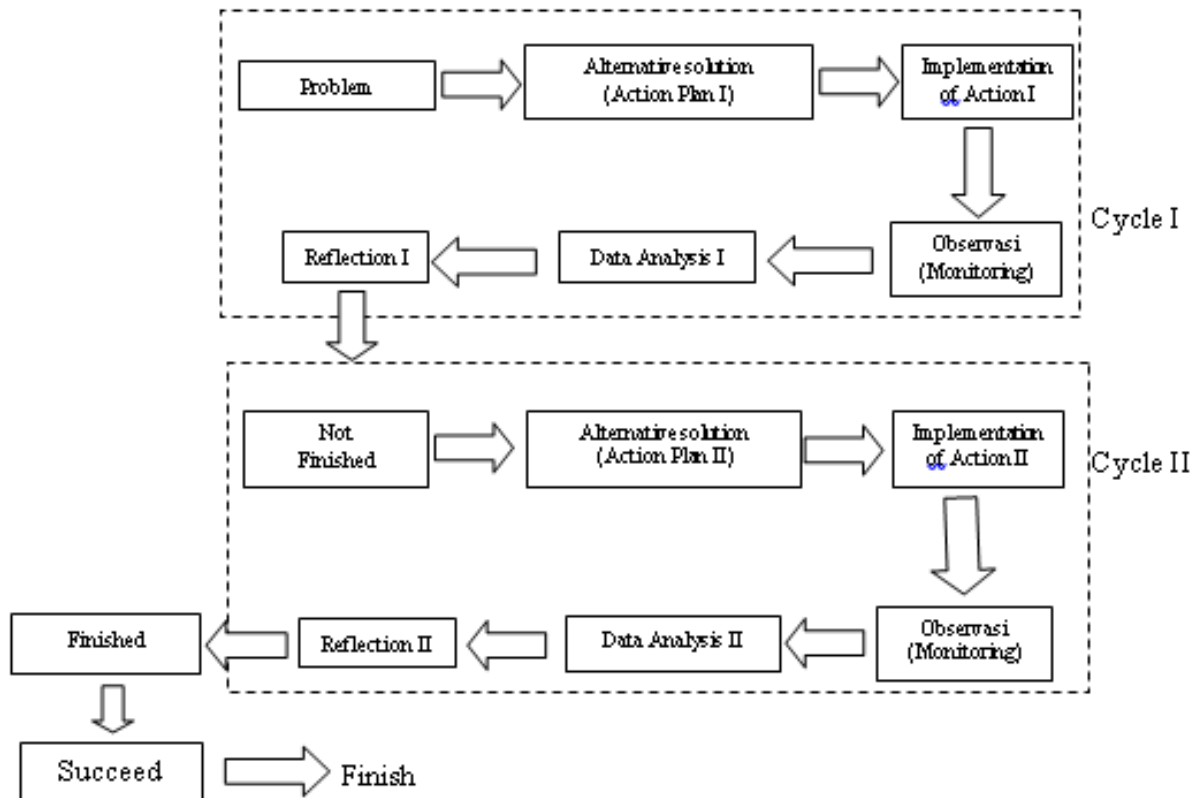 Problem
Alternative solution
(Action Plan I)
Implementation
of Action I
Cycle I
Reflection I
Data Analysis I
Observasi
(Monitoring)
Not
Finished
Alternative solution
(Action Plan II)
Implementation
of Action II
Cycle II
Finished
Reflection II
Data Analysis II
Observasi
(Monitoring)
Succeed
Finish